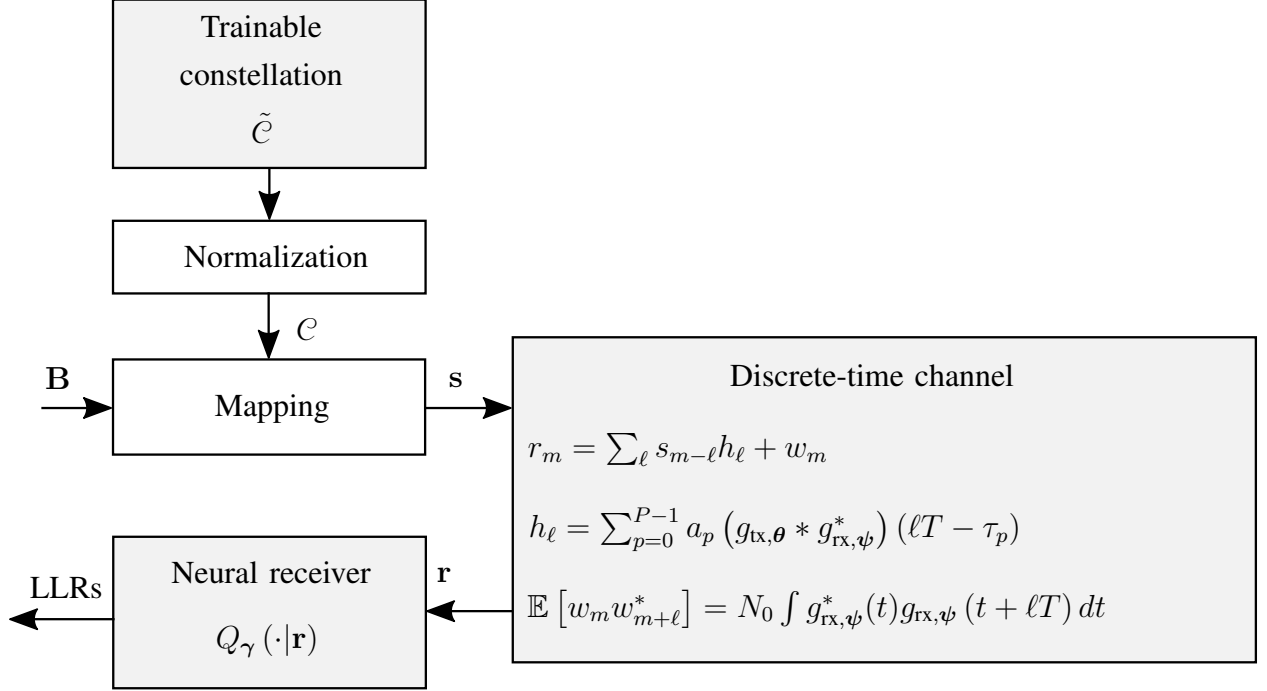 Trainable
constellation
𝒞̃
Normalization
𝒞
B
Mapping
s
Discrete-time channel
r_m = ∑_ℓ s_{m−ℓ} h_ℓ + w_m
h_ℓ = ∑_{p=0}^{P−1} a_p (g_{tx,θ} ∗ g^*_{rx,ψ}) (ℓT − τ_p)
𝔼 [w_m w^*_{m+ℓ}] = N_0 ∫ g^*_{rx,ψ}(t) g_{rx,ψ} (t + ℓT) dt
LLRs
Neural receiver
Q_γ (·|r)
r